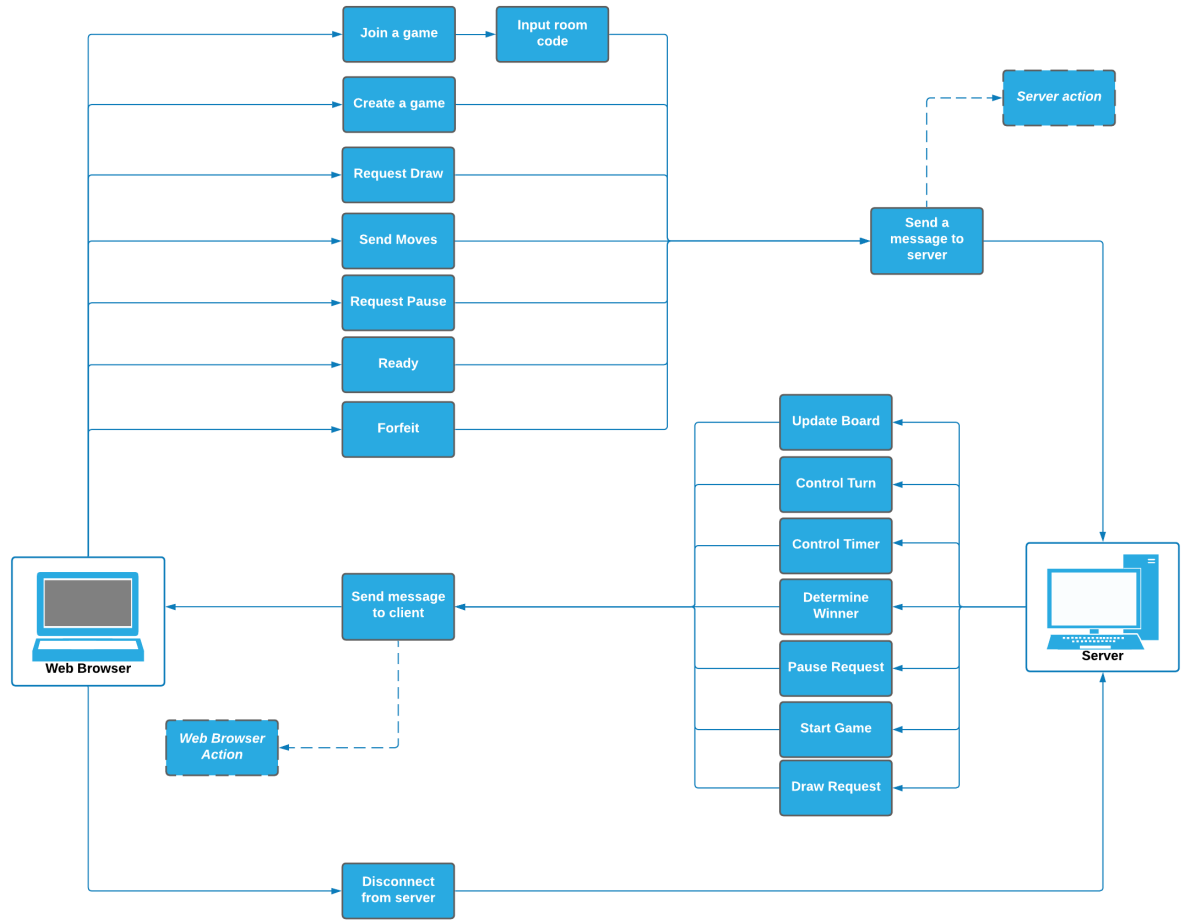 Join a game
Input room
code
Create a game
Server action
Request Draw
Send Moves
Send a
message to
server
Request Pause
Ready
Forfeit
Update Board
Control Turn
Control Timer
Determine
Winner
Pause Request
Start Game
Draw Request
Send message
to client
Web Browser
Server
Web Browser
Action
Disconnect
from server